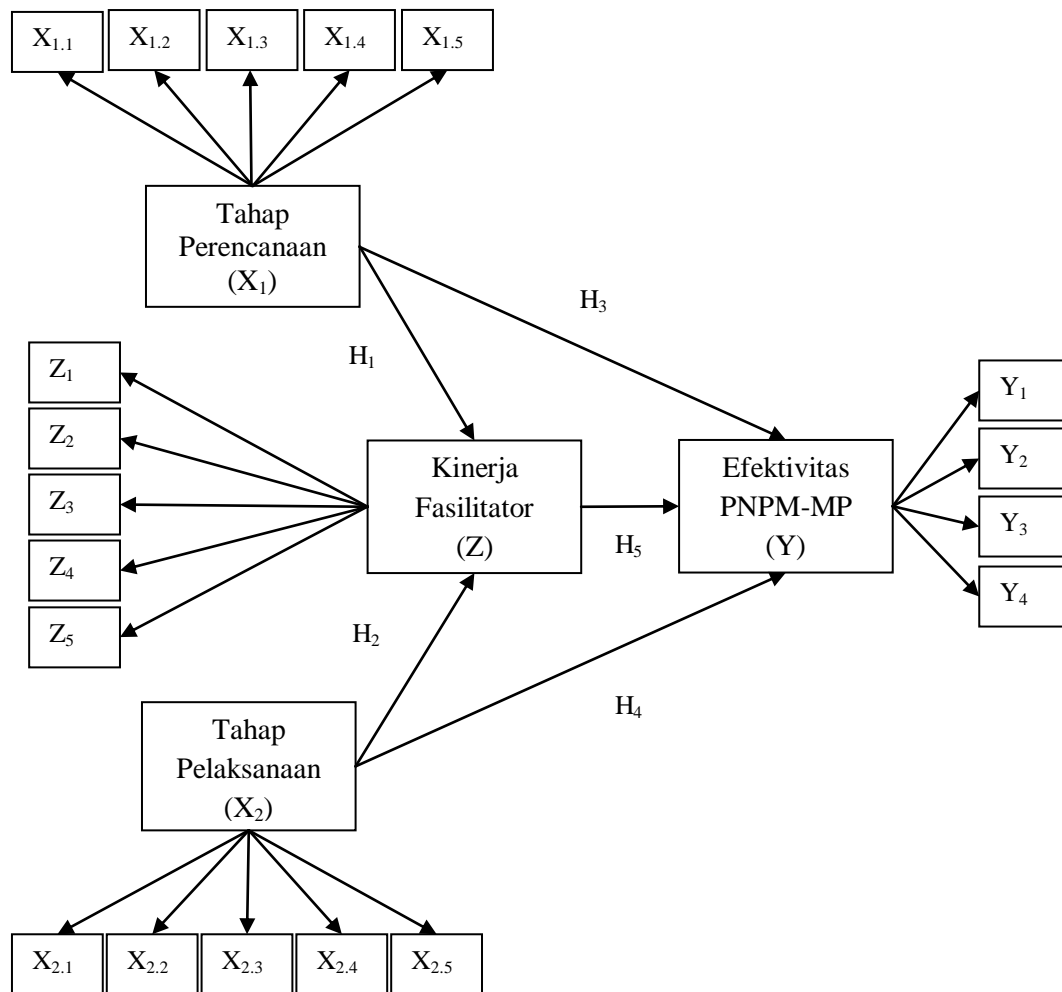 X1.1 X1.2 X1.3 X1.4 X1.5
Tahap
Perencanaan
(X1)
H3
H1
Z1
Z2
Z3
Z4
Z5
Kinerja
Fasilitator
(Z)
H5
Efektivitas
PNPM-MP
(Y)
Y1
Y2
Y3
Y4
H2
H4
Tahap
Pelaksanaan
(X2)
X2.1 X2.2 X2.3 X2.4 X2.5